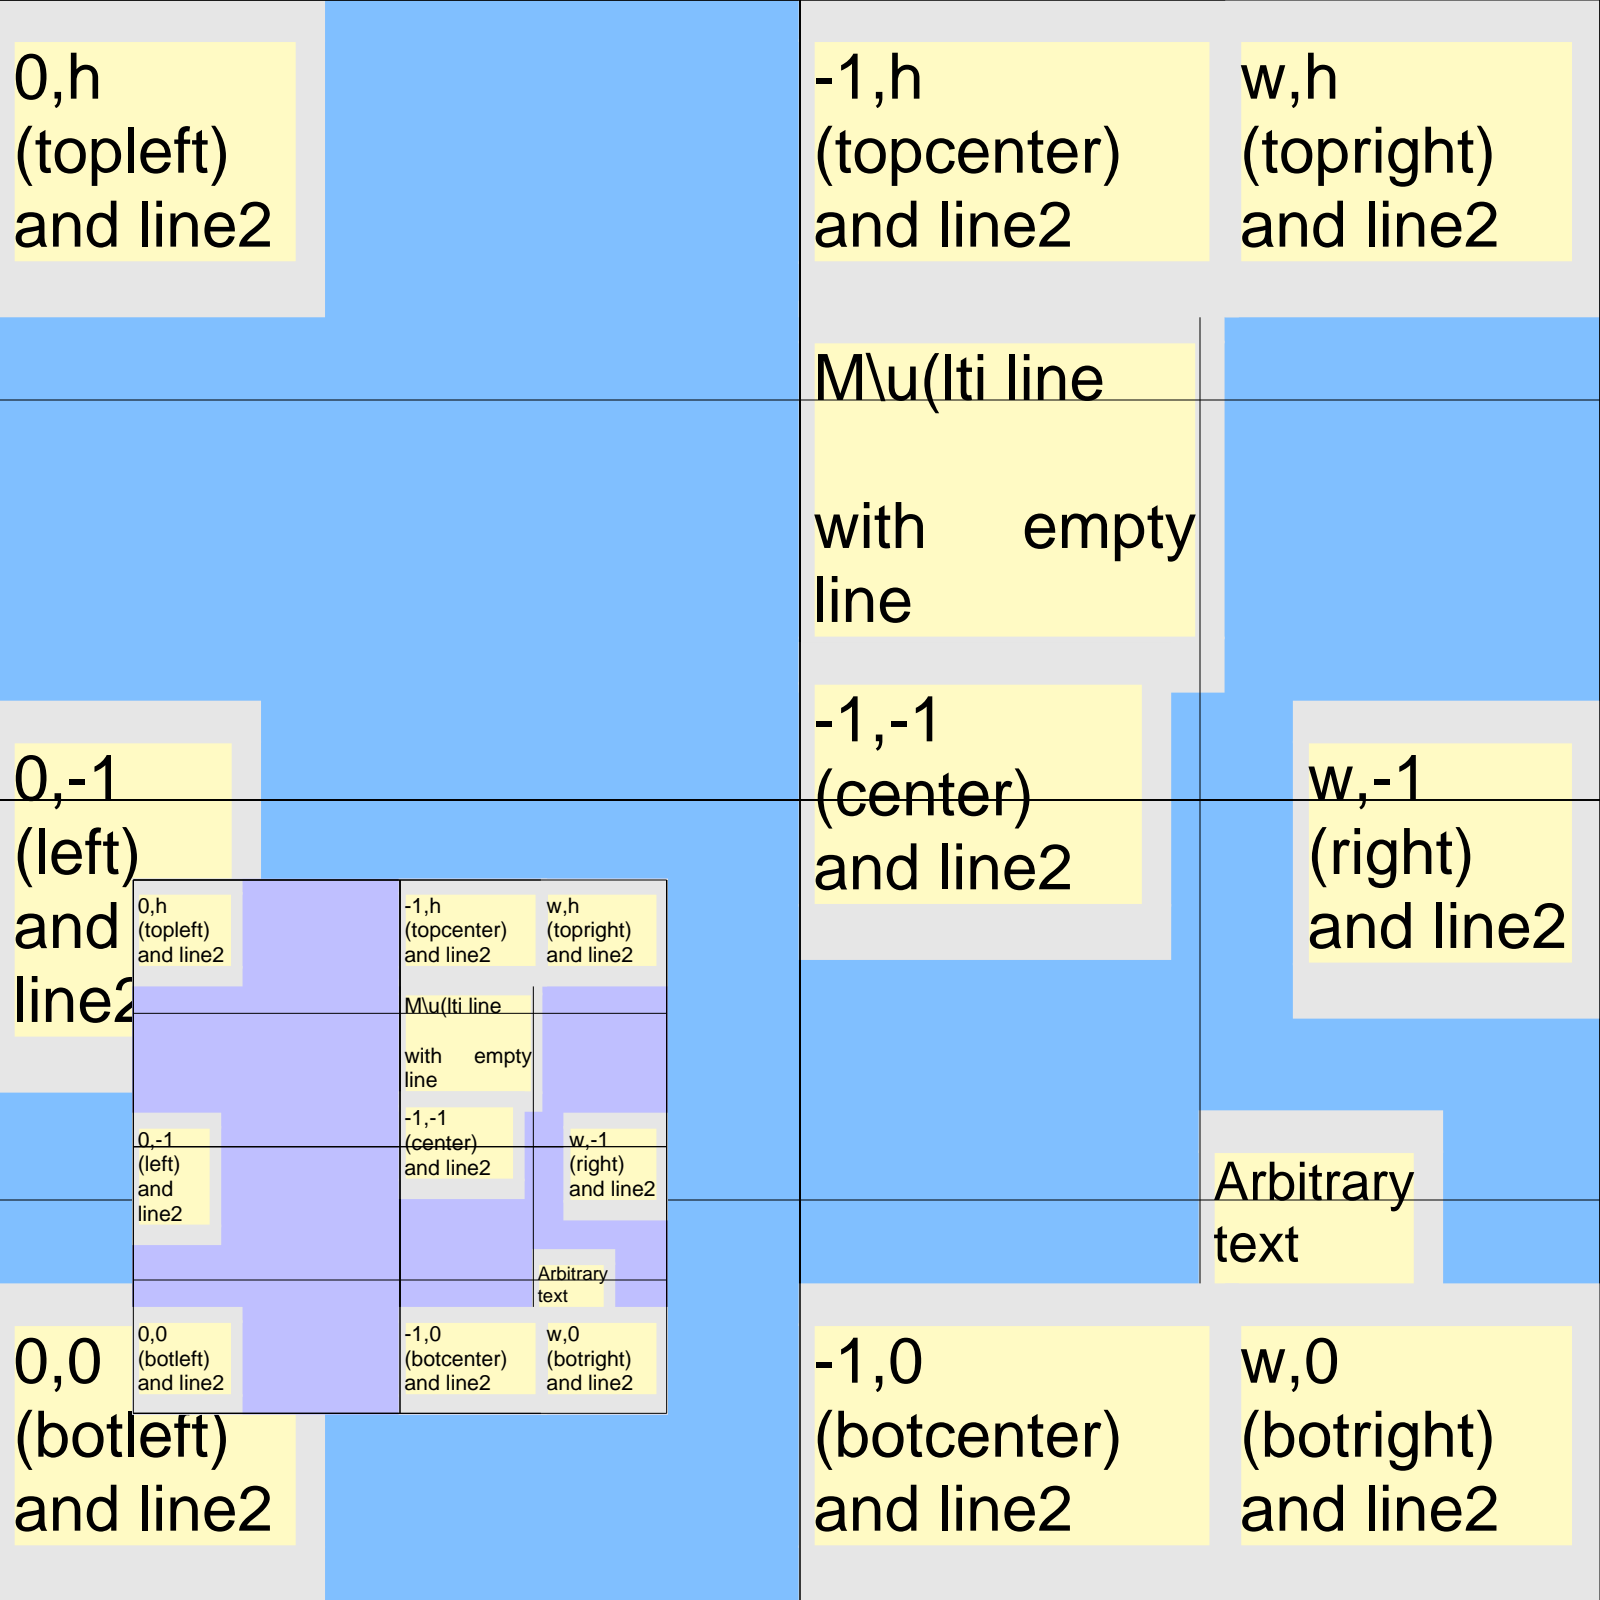 0,h
(topleft)
and line2
-1,h
(topcenter)
and line2
w,h
(topright)
and line2
M\u(lti line
with empty
line
0,-1
(left)
and
line2
-1,-1
(center)
and line2
w,-1
(right)
and line2
Arbitrary
text
0,0
(botleft)
and line2
-1,0
(botcenter)
and line2
w,0
(botright)
and line2
0,h
(topleft)
and line2
-1,h
(topcenter)
and line2
w,h
(topright)
and line2
M\u(lti line
with empty
line
0,-1
(left)
and
line2
-1,-1
(center)
and line2
w,-1
(right)
and line2
Arbitrary
text
0,0
(botleft)
and line2
-1,0
(botcenter)
and line2
w,0
(botright)
and line2